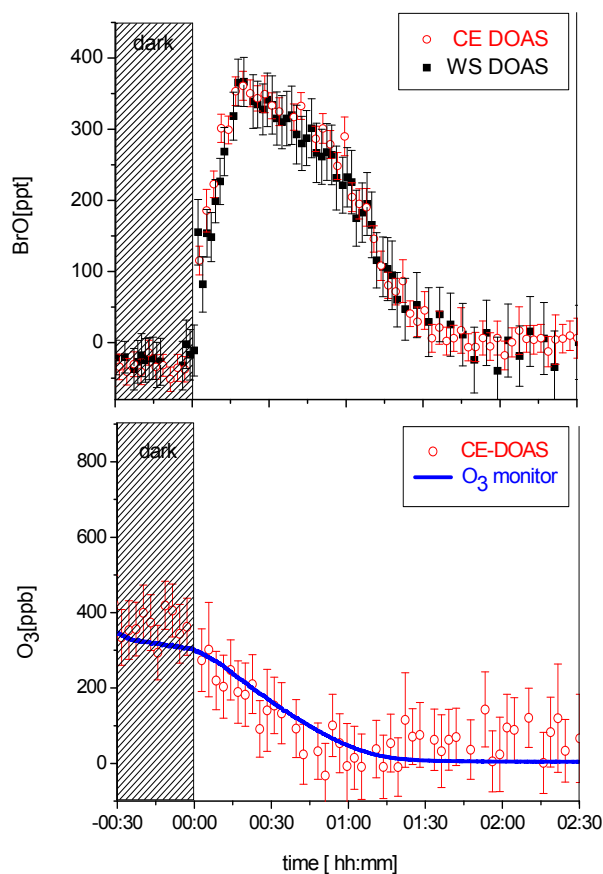 dark
CE DOAS
WS DOAS
400
300
200
100
0
BrO[ppt]
dark
CE-DOAS
O3 monitor
800
600
400
200
0
O3[ppb]
-00:30 00:00 00:30 01:00 01:30 02:00 02:30
time [ hh:mm]